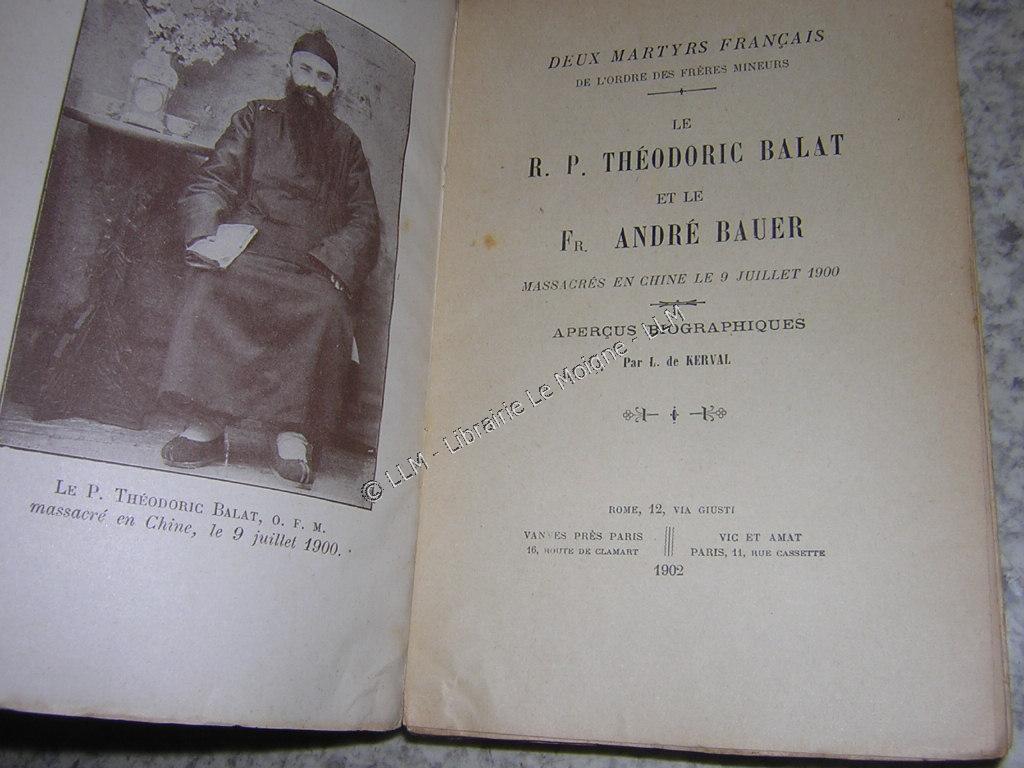 LE P. THÉODORIC BALAT, O. F. M.
massacré en Chine, le 9 juillet 1900.
DEUX MARTYRS FRANÇAIS
DE L'ORDRE DES FRÈRES MINEURS
LE
R. P. THÉODORIC BALAT
ET LE
FR. ANDRÉ BAUER
MASSACRÉS EN CHINE LE 9 JUILLET 1900
APERÇUS BIOGRAPHIQUES
Par L. de KERVAL
ROME, 12, VIA GIUSTI
VANVES PRÈS PARIS
16, ROUTE DE CLAMART
VIC ET AMAT
PARIS, 11, RUE CASSETTE
1902
© LLM - Librairie Le Moigne - LLM